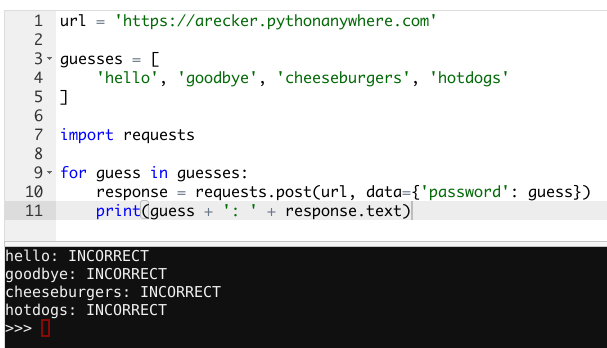 1 url = 'https://arecker.pythonanywhere.com'
2
3 guesses = [
4     'hello', 'goodbye', 'cheeseburgers', 'hotdogs'
5 ]
6
7 import requests
8
9 for guess in guesses:
10     response = requests.post(url, data={'password': guess})
11     print(guess + ': ' + response.text)
hello: INCORRECT
goodbye: INCORRECT
cheeseburgers: INCORRECT
hotdogs: INCORRECT
>>>